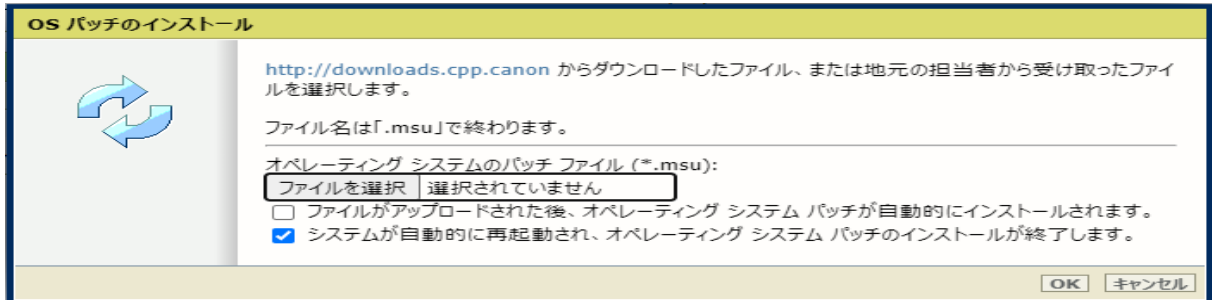 OS パッチのインストール
http://downloads.cpp.canon からダウンロードしたファイル、または地元の担当者から受け取ったファイ
ルを選択します。
ファイル名は「.msu」で終わります。
オペレーティング システムのパッチ ファイル (*.msu):
ファイルを選択 選択されていません
ファイルがアップロードされた後、オペレーティング システム パッチが自動的にインストールされます。
システムが自動的に再起動され、オペレーティング システム パッチのインストールが終了します。
OK キャンセル